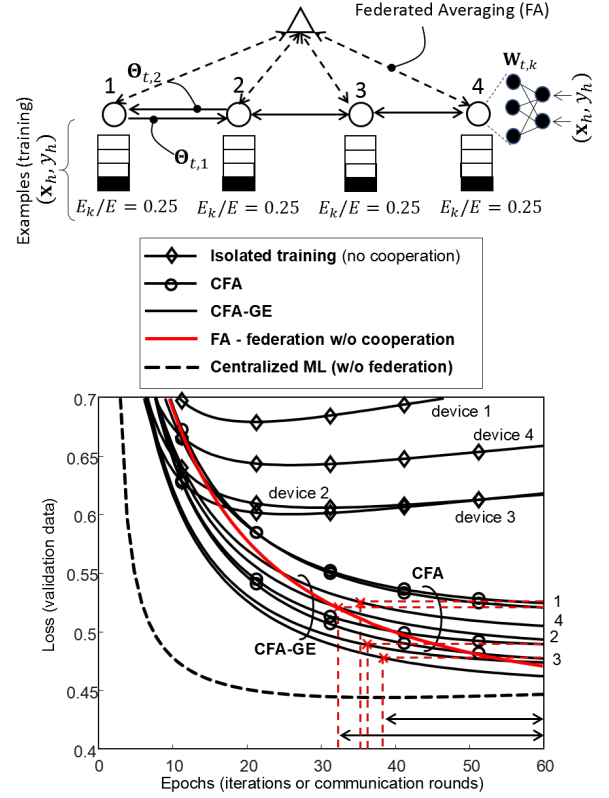 Federated Averaging (FA)
Θt,2
1
2
3
4
Wt,k
Θt,1
(xh, yh)
Examples (training)
(xh, yh)
Ek/E = 0.25
Ek/E = 0.25
Ek/E = 0.25
Ek/E = 0.25
Isolated training (no cooperation)
CFA
CFA-GE
FA - federation w/o cooperation
Centralized ML (w/o federation)
0.7
device 1
device 4
0.65
device 2
device 3
0.6
Loss (validation data)
0.55
CFA
1
4
CFA-GE
2
0.5
3
0.45
0.4
0
10
20
30
40
50
60
Epochs (iterations or communication rounds)